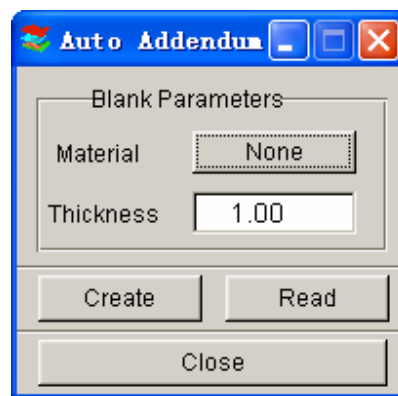 Auto Addendum
Blank Parameters
Material None
Thickness 1.00
Create Read
Close